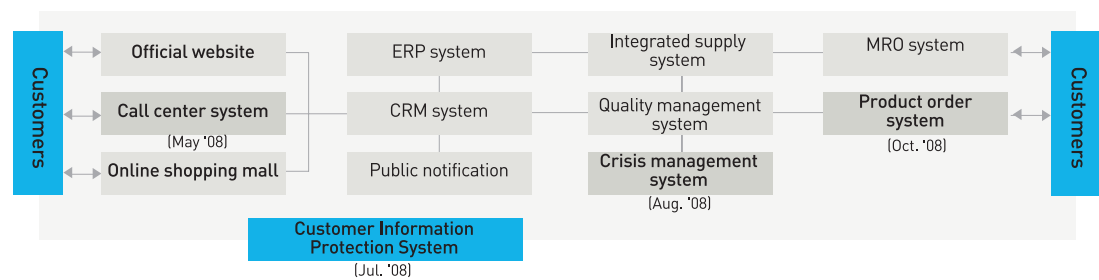 Customers
Official website
Call center system
(May '08)
Online shopping mall
ERP system
CRM system
Public notification
Integrated supply
system
Quality management
system
Crisis management
system
(Aug. '08)
MRO system
Product order
system
(Oct. '08)
Customers
Customer Information
Protection System
(Jul. '08)